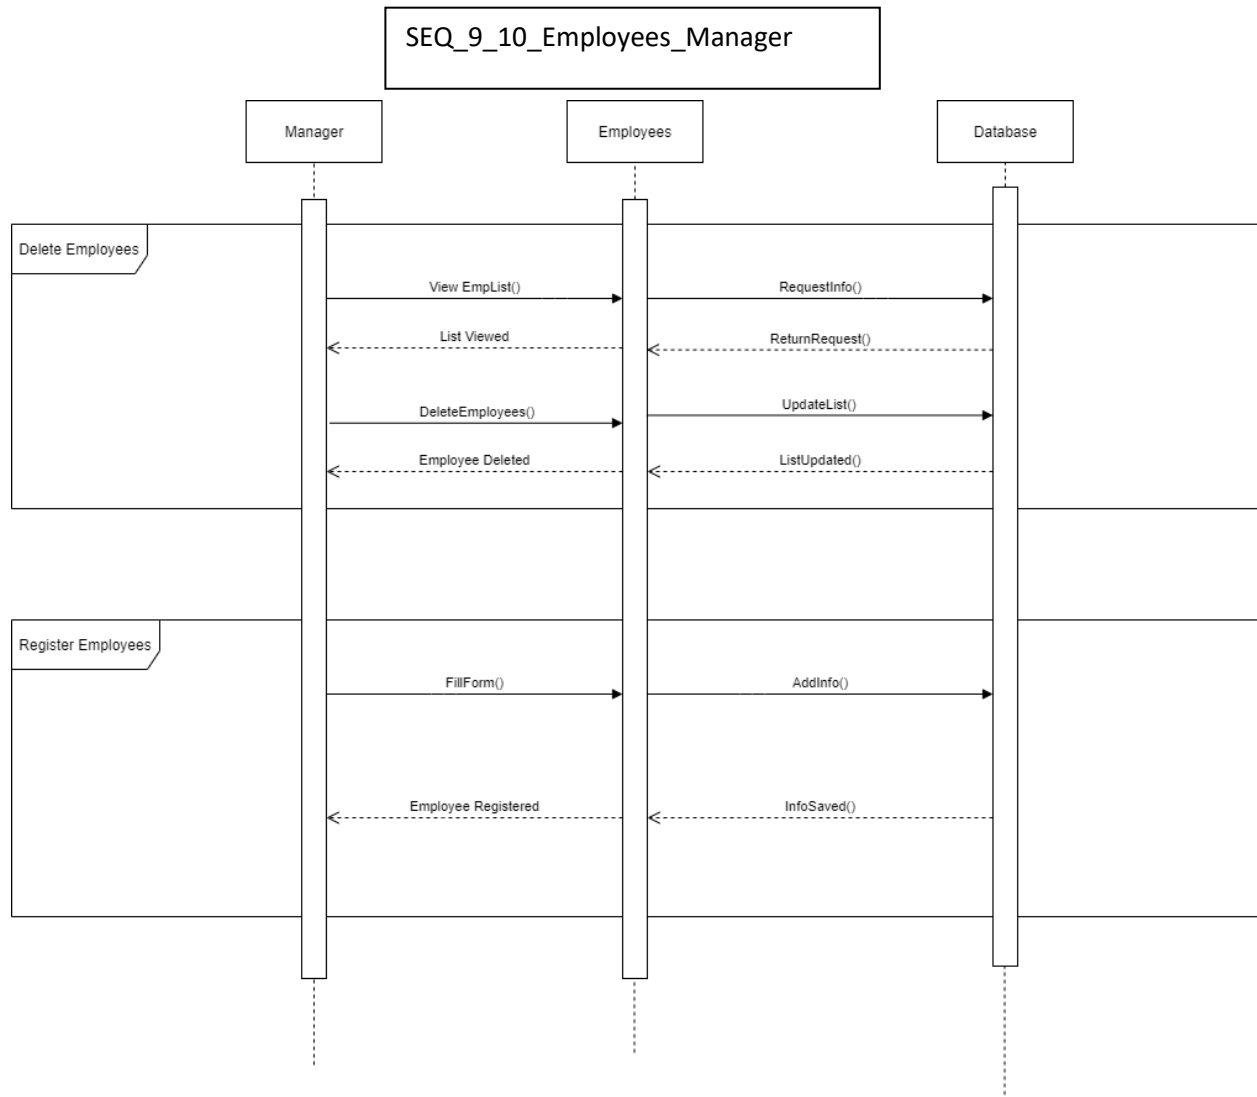 SEQ_9_10_Employees_Manager
Manager
Employees
Database
Delete Employees
View EmpList()
RequestInfo()
List Viewed
ReturnRequest()
DeleteEmployees()
UpdateList()
Employee Deleted
ListUpdated()
Register Employees
FillForm()
AddInfo()
Employee Registered
InfoSaved()